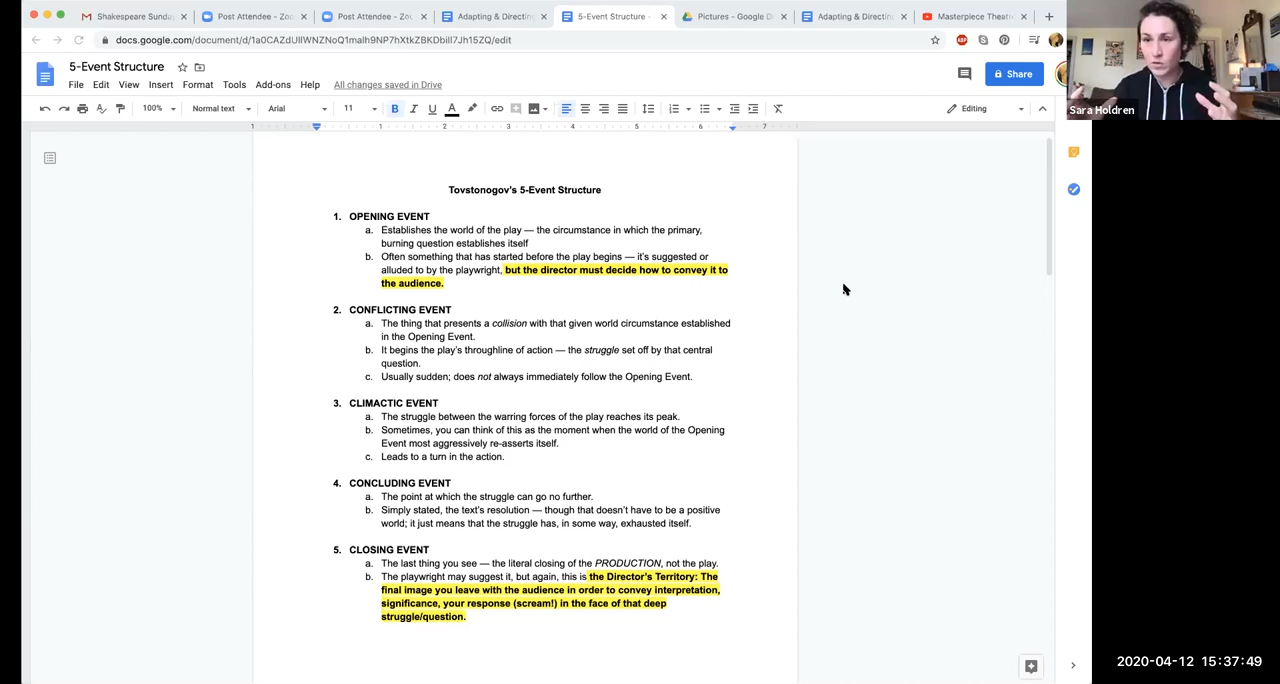 Shakespeare Sunday
Post Attendee - Zoo
Post Attendee - Zou
Adapting & Directin
5-Event Structure -
Pictures - Google D
Adapting & Directin
Masterpiece Theatr
docs.google.com/document/d/
5-Event Structure
File Edit View Insert Format Tools Add-ons Help All changes saved in Drive
Share
100% Normal text Arial 11 B I U A Editing
Sara Holdren
1 1 2 3 4 5 6 7
Tovstonogov's 5-Event Structure
1. OPENING EVENT
a. Establishes the world of the play — the circumstance in which the primary,
burning question establishes itself
b. Often something that has started before the play begins — it's suggested or
alluded to by the playwright, but the director must decide how to convey it to
the audience.
2. CONFLICTING EVENT
a. The thing that presents a collision with that given world circumstance established
in the Opening Event.
b. It begins the play's throughline of action — the struggle set off by that central
question.
c. Usually sudden; does not always immediately follow the Opening Event.
3. CLIMACTIC EVENT
a. The struggle between the warring forces of the play reaches its peak.
b. Sometimes, you can think of this as the moment when the world of the Opening
Event most aggressively re-asserts itself.
c. Leads to a turn in the action.
4. CONCLUDING EVENT
a. The point at which the struggle can go no further.
b. Simply stated, the text's resolution — though that doesn't have to be a positive
world; it just means that the struggle has, in some way, exhausted itself.
5. CLOSING EVENT
a. The last thing you see — the literal closing of the PRODUCTION, not the play.
b. The playwright may suggest it, but again, this is the Director's Territory: The
final image you leave with the audience in order to convey interpretation,
significance, your response (scream!) in the face of that deep
struggle/question.
2020-04-12 15:37:49